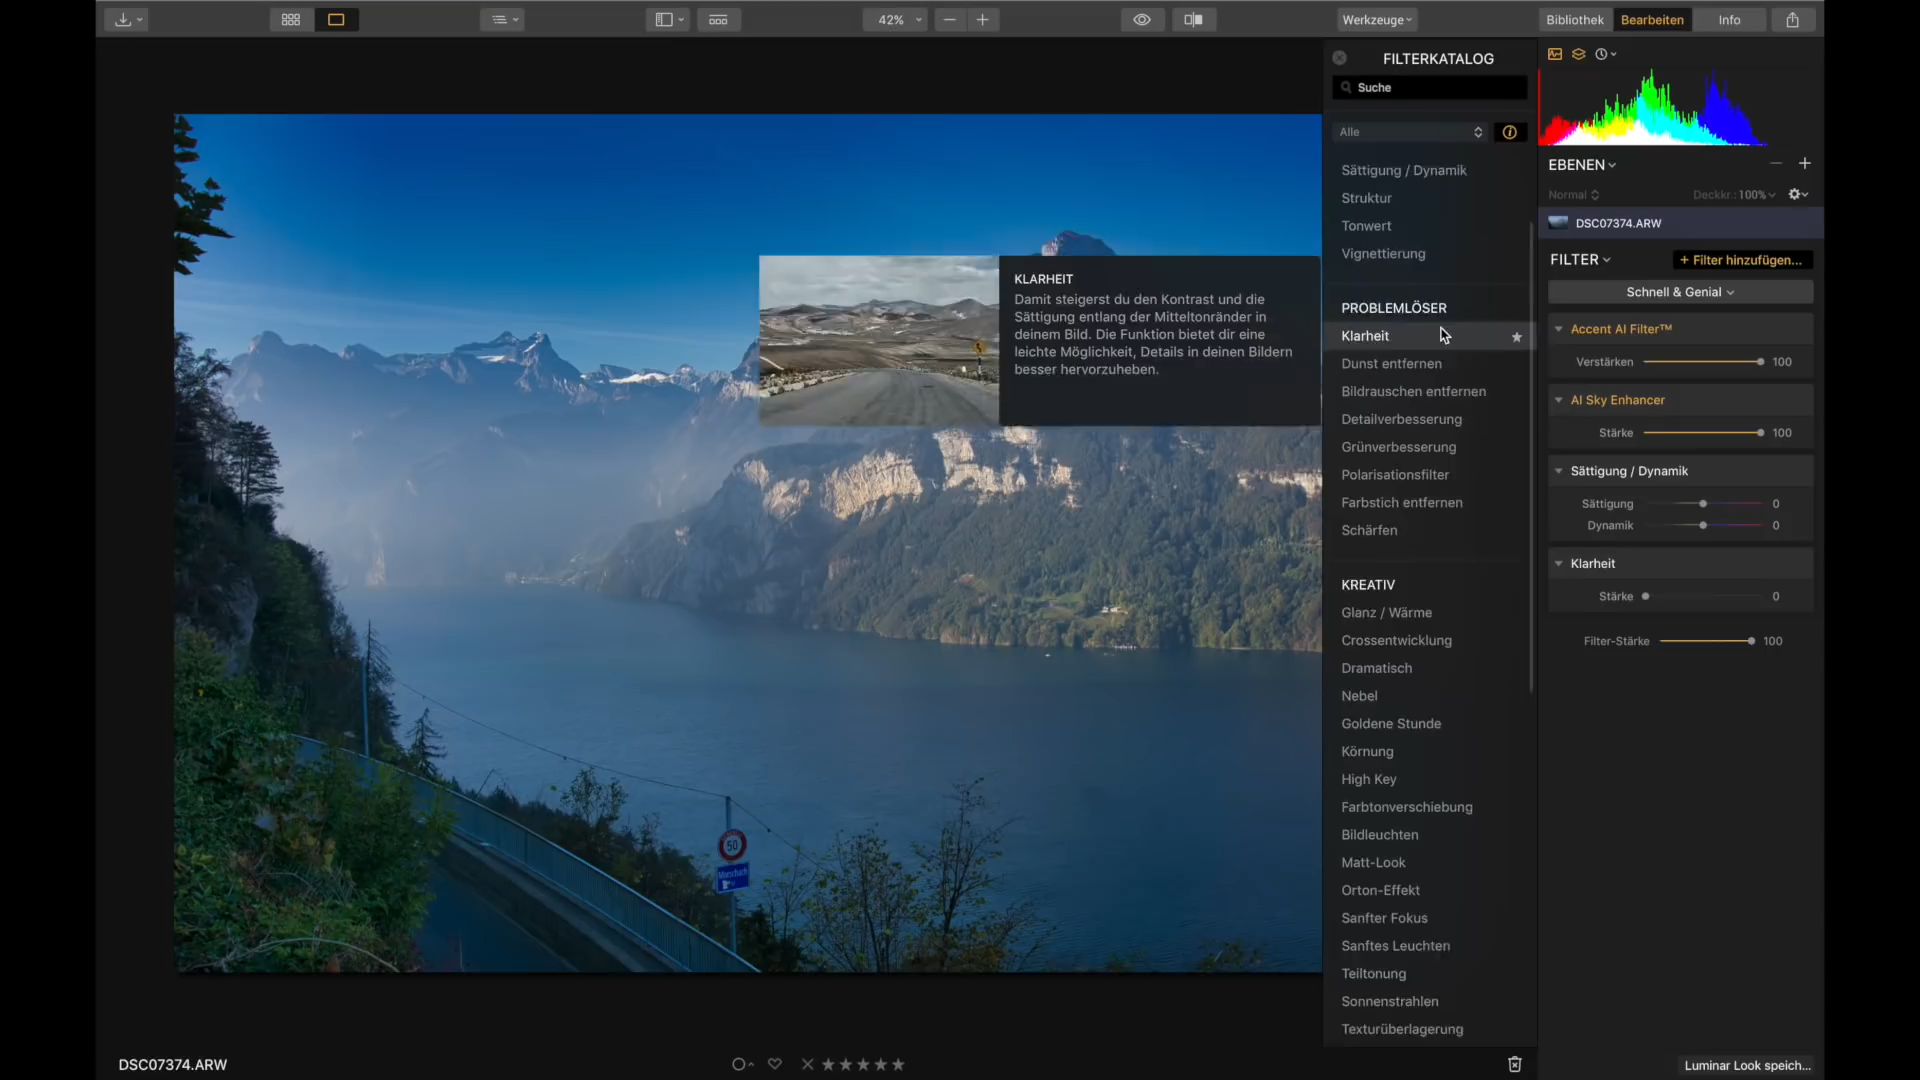 42%
Werkzeuge
Bibliothek
Bearbeiten
Info
FILTERKATALOG
Suche
Alle
Sättigung / Dynamik
Struktur
Tonwert
Vignettierung
PROBLEMLÖSER
Klarheit
Dunst entfernen
Bildrauschen entfernen
Detailverbesserung
Grünverbesserung
Polarisationsfilter
Farbstich entfernen
Schärfen
KREATIV
Glanz / Wärme
Crossentwicklung
Dramatisch
Nebel
Goldene Stunde
Körnung
High Key
Farbtonverschiebung
Bildleuchten
Matt-Look
Orton-Effekt
Sanfter Fokus
Sanftes Leuchten
Teiltonung
Sonnenstrahlen
Texturüberlagerung
KLARHEIT
Damit steigerst du den Kontrast und die
Sättigung entlang der Mitteltonränder in
deinem Bild. Die Funktion bietet dir eine
leichte Möglichkeit, Details in deinen Bildern
besser hervorzuheben.
EBENEN
Normal
Deckkr.: 100%
DSC07374.ARW
FILTER
+ Filter hinzufügen...
Schnell & Genial
Accent AI Filter™
Verstärken 100
AI Sky Enhancer
Stärke 100
Sättigung / Dynamik
Sättigung 0
Dynamik 0
Klarheit
Stärke 0
Filter-Stärke 100
50
Morschach
DSC07374.ARW
Luminar Look speich...